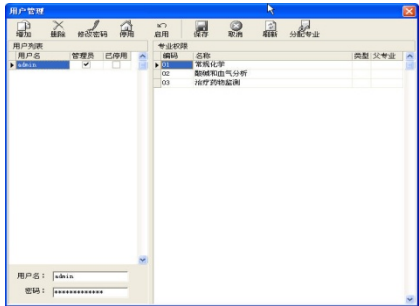 用户管理
增加 删除 修改密码 停用 启用 保存 取消 刷新 分配专业
用户列表
用户名 管理员 已停用
admin
用户名： admin
密码： *************
专业权限
编码 名称 类型 父专业
01 常规化学
02 酸碱和血气分析
03 治疗药物监测